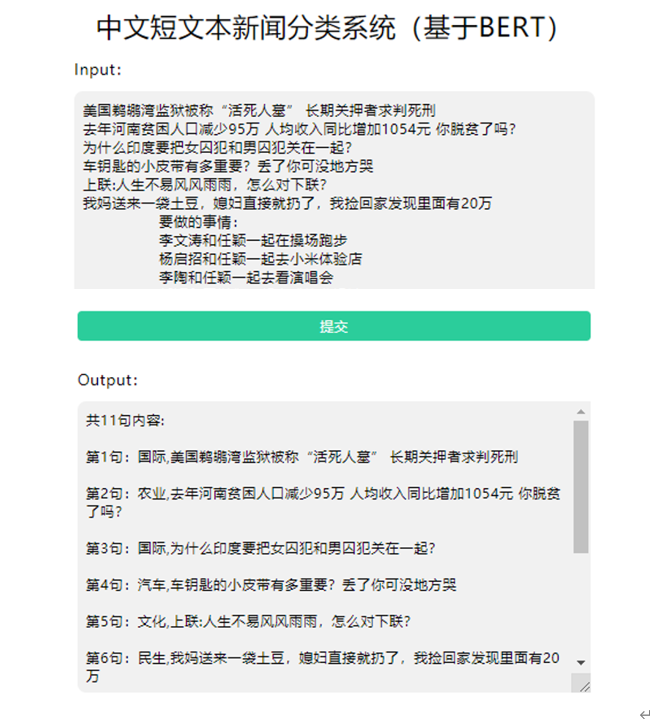 中文短文本新闻分类系统（基于BERT）
Input:
美国鹈鹕湾监狱被称“活死人墓” 长期关押者求判死刑
去年河南贫困人口减少95万 人均收入同比增加1054元 你脱贫了吗?
为什么印度要把女囚犯和男囚犯关在一起?
车钥匙的小皮带有多重要? 丢了你可没地方哭
上联:人生不易风风雨雨，怎么对下联?
我妈送来一袋土豆，媳妇直接就扔了，我捡回家发现里面有20万
要做的事情:
李文涛和任颖一起在操场跑步
杨启招和任颖一起去小米体验店
李陶和任颖一起去看演唱会
提交
Output:
共11句内容:
第1句：国际,美国鹈鹕湾监狱被称“活死人墓” 长期关押者求判死刑
第2句：农业,去年河南贫困人口减少95万 人均收入同比增加1054元 你脱贫
了吗?
第3句：国际,为什么印度要把女囚犯和男囚犯关在一起?
第4句：汽车,车钥匙的小皮带有多重要? 丢了你可没地方哭
第5句：文化,上联:人生不易风风雨雨，怎么对下联?
第6句：民生,我妈送来一袋土豆，媳妇直接就扔了，我捡回家发现里面有20
万